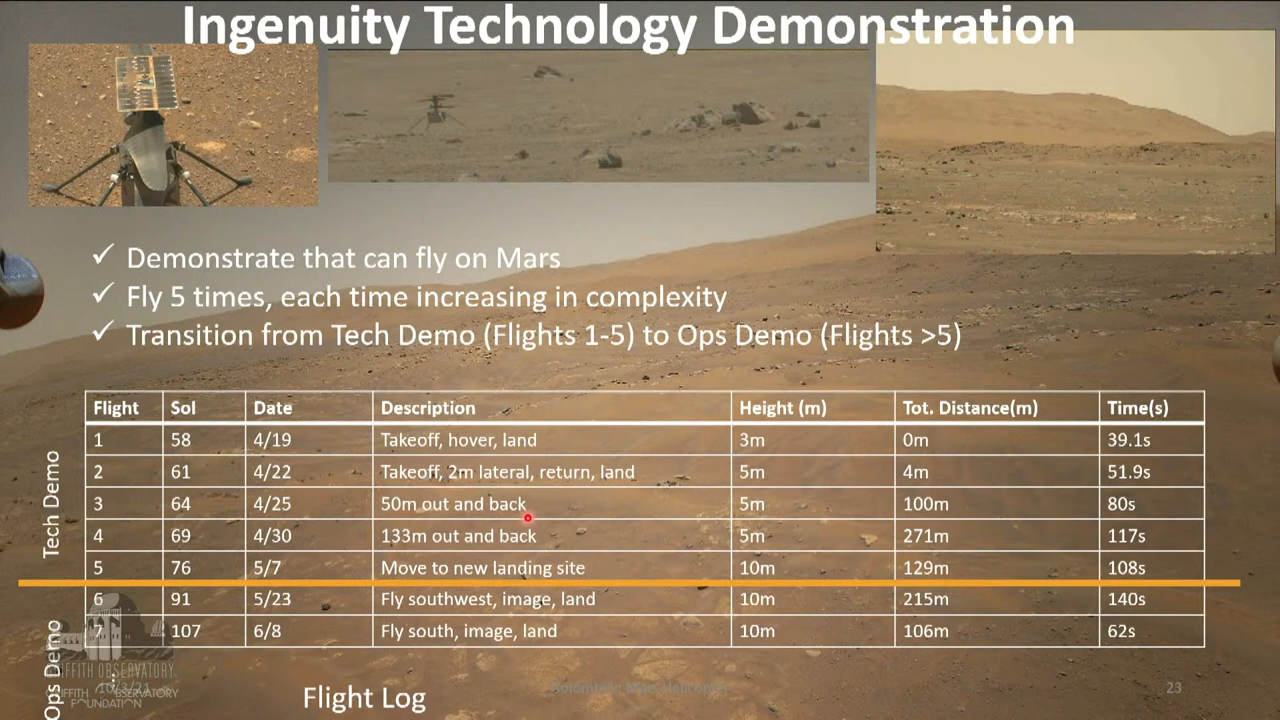 Ingenuity Technology Demonstration
✓ Demonstrate that can fly on Mars
✓ Fly 5 times, each time increasing in complexity
✓ Transition from Tech Demo (Flights 1-5) to Ops Demo (Flights >5)
Flight Sol Date Description Height (m) Tot. Distance(m) Time(s)
1 58 4/19 Takeoff, hover, land 3m 0m 39.1s
2 61 4/22 Takeoff, 2m lateral, return, land 5m 4m 51.9s
3 64 4/25 50m out and back 5m 100m 80s
4 69 4/30 133m out and back 5m 271m 117s
5 76 5/7 Move to new landing site 10m 129m 108s
6 91 5/23 Fly southwest, image, land 10m 215m 140s
7 107 6/8 Fly south, image, land 10m 106m 62s
Tech Demo
Ops Demo
Flight Log
GRIFFITH OBSERVATORY
GRIFFITH OBSERVATORY
FOUNDATION
23